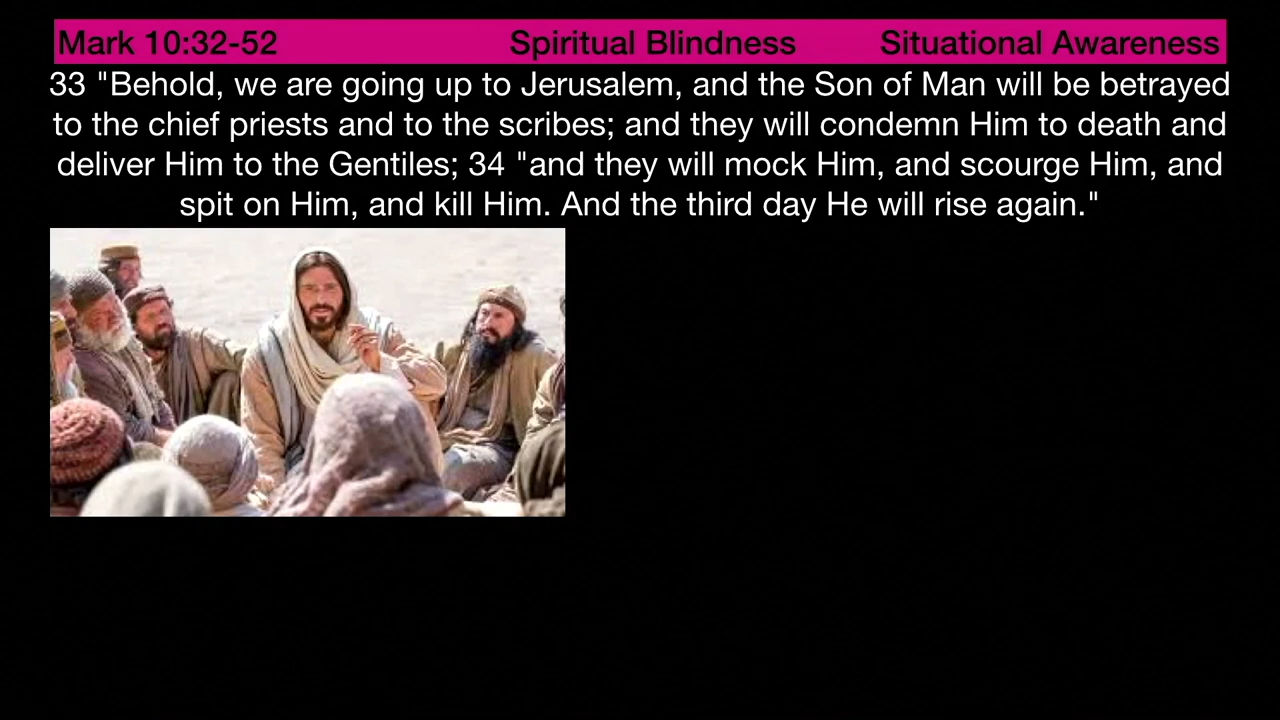 Mark 10:32-52 Spiritual Blindness Situational Awareness
33 "Behold, we are going up to Jerusalem, and the Son of Man will be betrayed
to the chief priests and to the scribes; and they will condemn Him to death and
deliver Him to the Gentiles; 34 "and they will mock Him, and scourge Him, and
spit on Him, and kill Him. And the third day He will rise again."